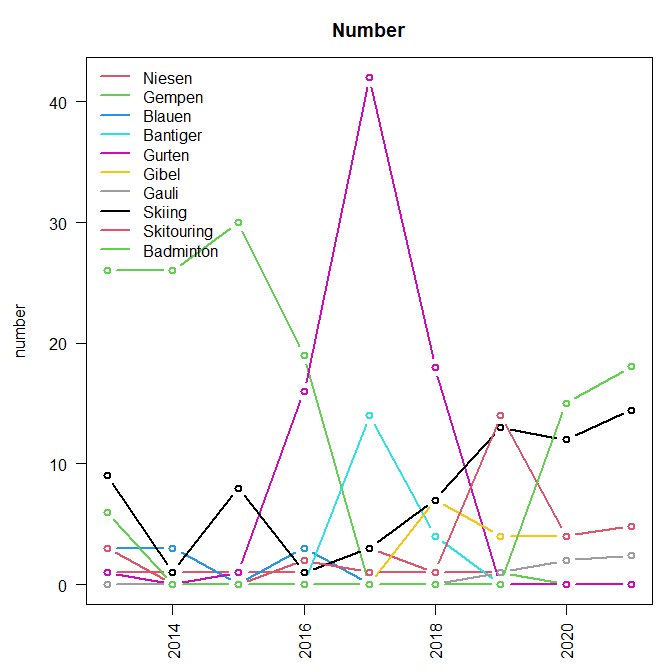 Number
Niesen
Gempen
Blauen
Bantiger
Gurten
Gibel
Gauli
Skiing
Skitouring
Badminton
40
30
20
10
0
number
2014
2016
2018
2020